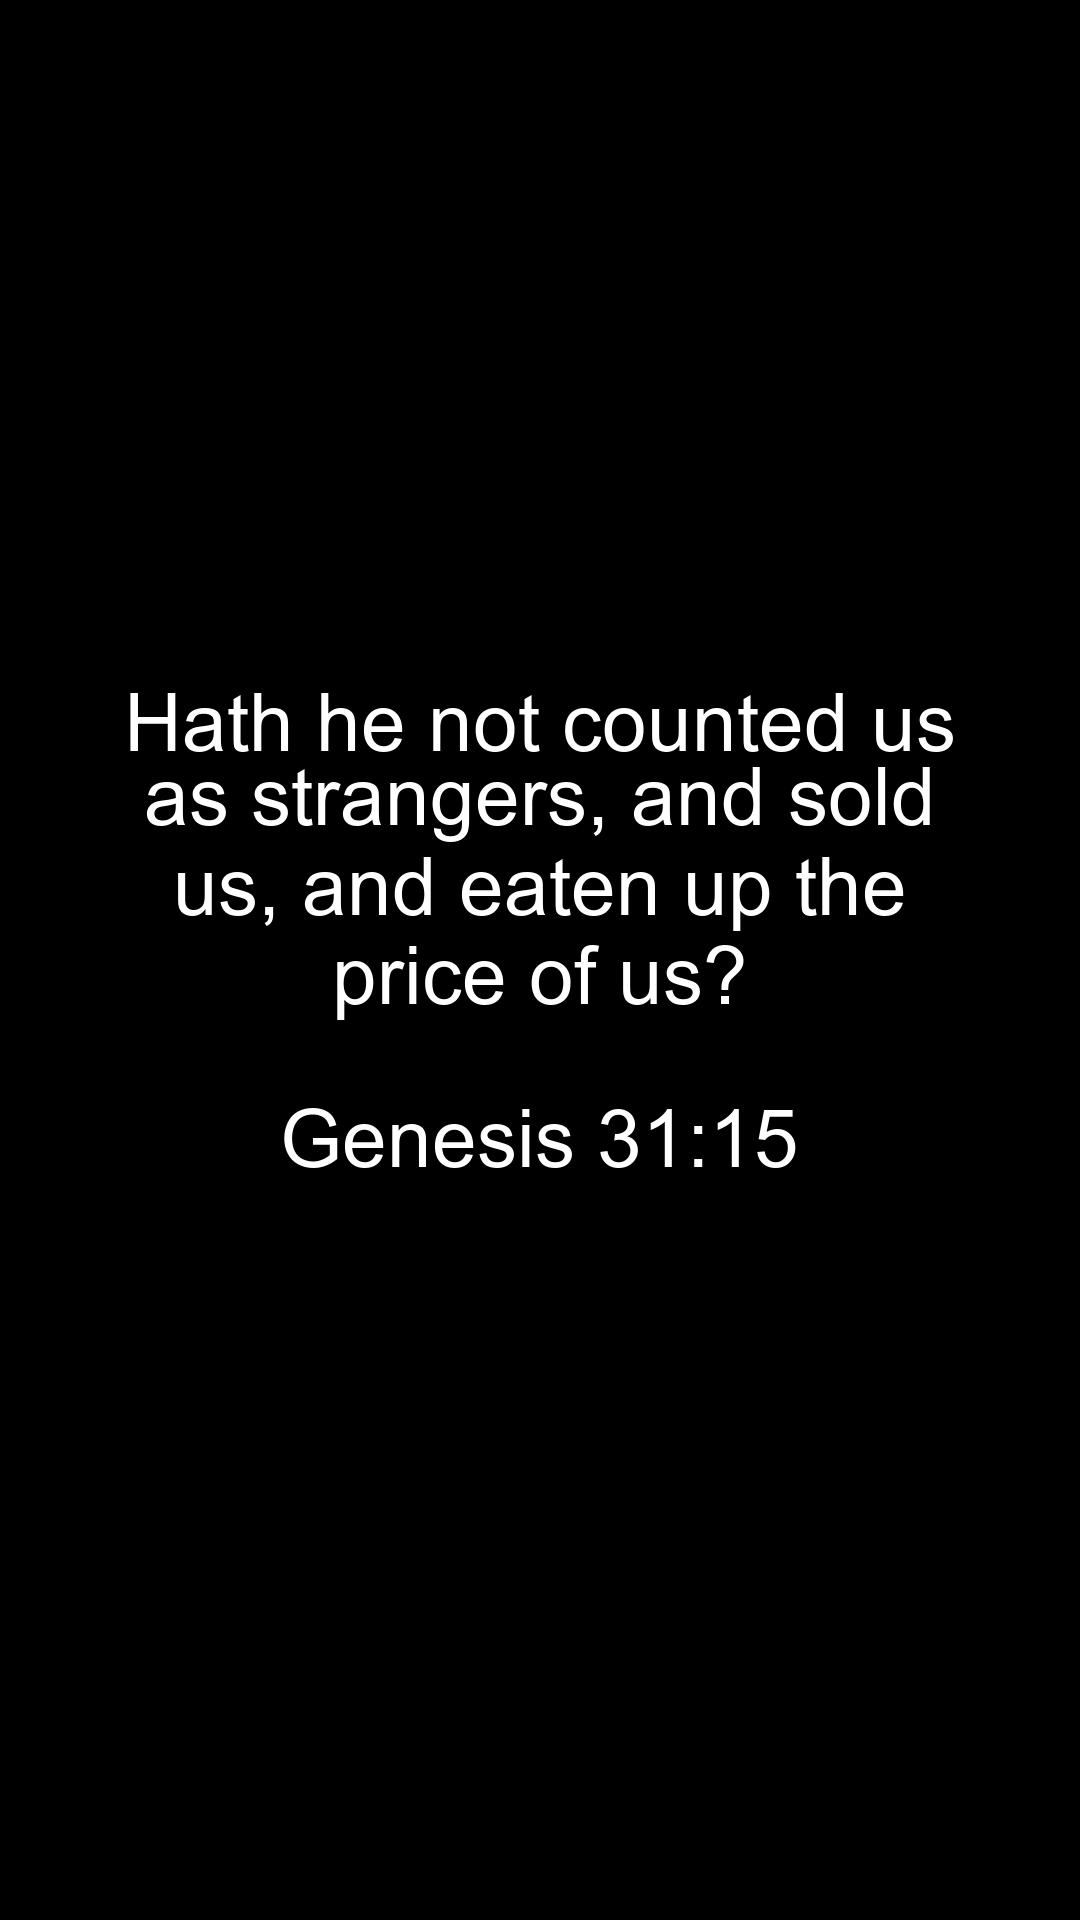 Hath he not counted us
as strangers, and sold
us, and eaten up the
price of us?
Genesis 31:15